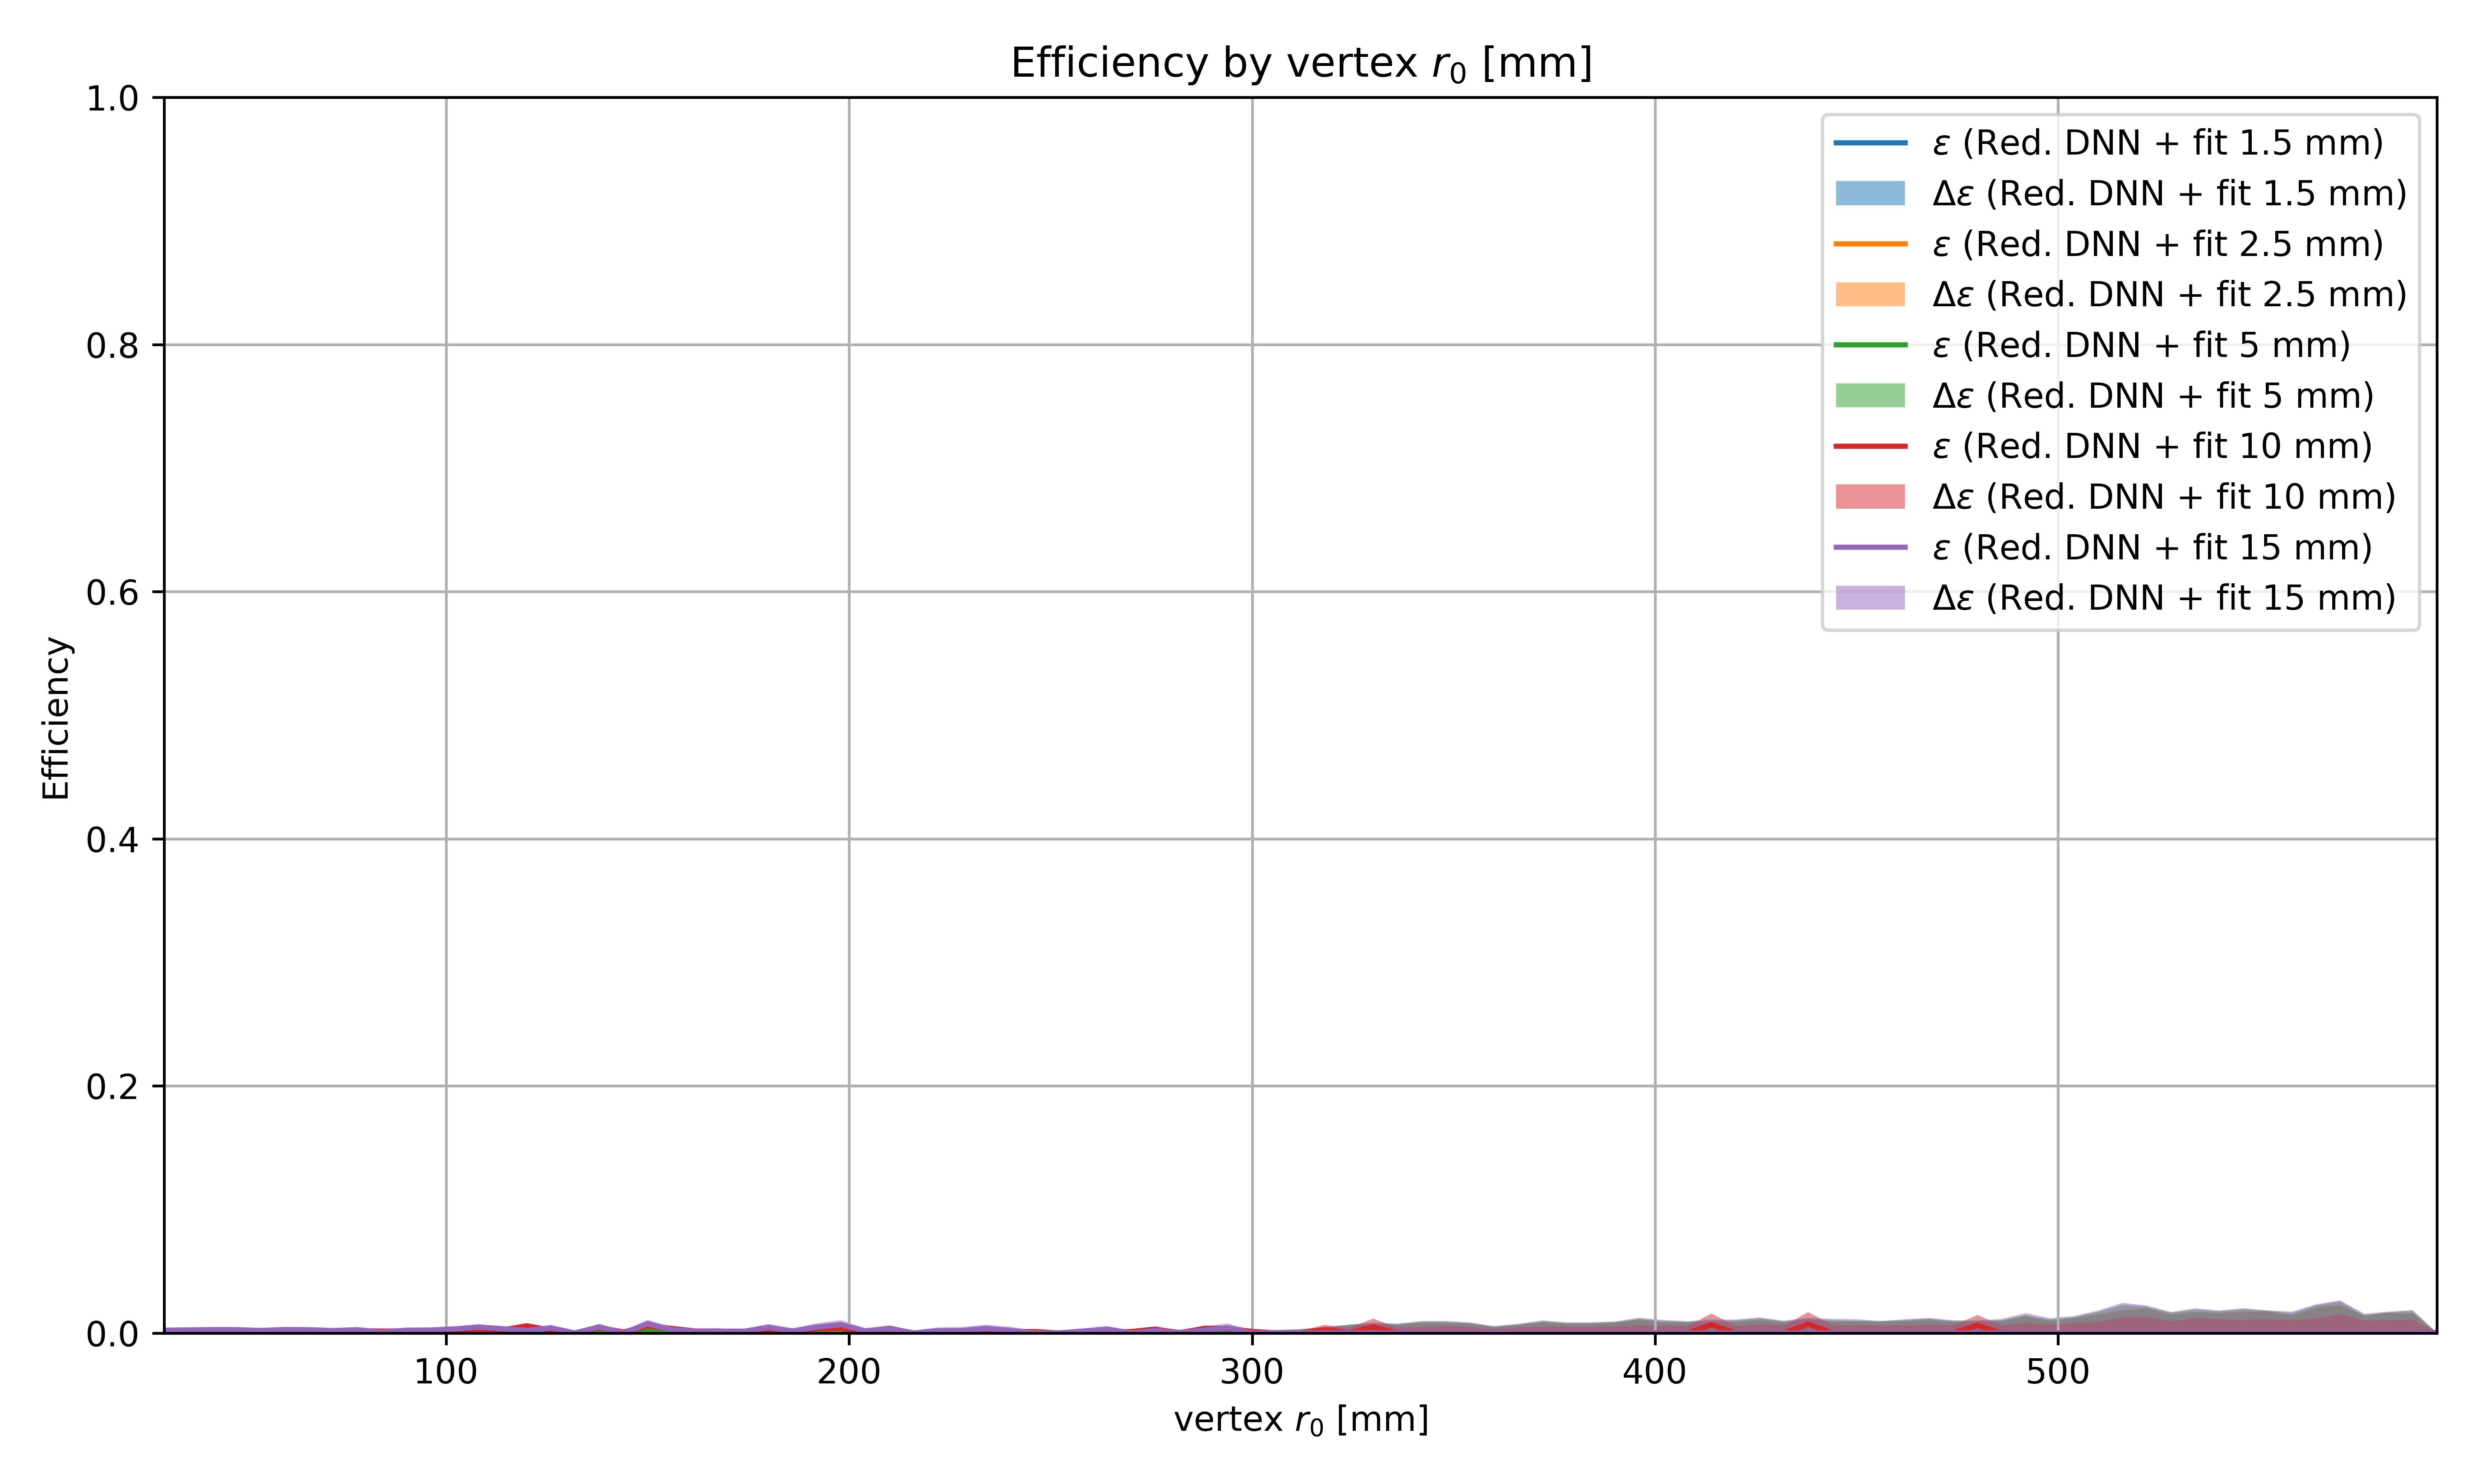 Efficiency by vertex r₀ [mm]
1.0
0.8
0.6
0.4
0.2
0.0
Efficiency
ε (Red. DNN + fit 1.5 mm)
Δε (Red. DNN + fit 1.5 mm)
ε (Red. DNN + fit 2.5 mm)
Δε (Red. DNN + fit 2.5 mm)
ε (Red. DNN + fit 5 mm)
Δε (Red. DNN + fit 5 mm)
ε (Red. DNN + fit 10 mm)
Δε (Red. DNN + fit 10 mm)
ε (Red. DNN + fit 15 mm)
Δε (Red. DNN + fit 15 mm)
100 200 300 400 500
vertex r₀ [mm]